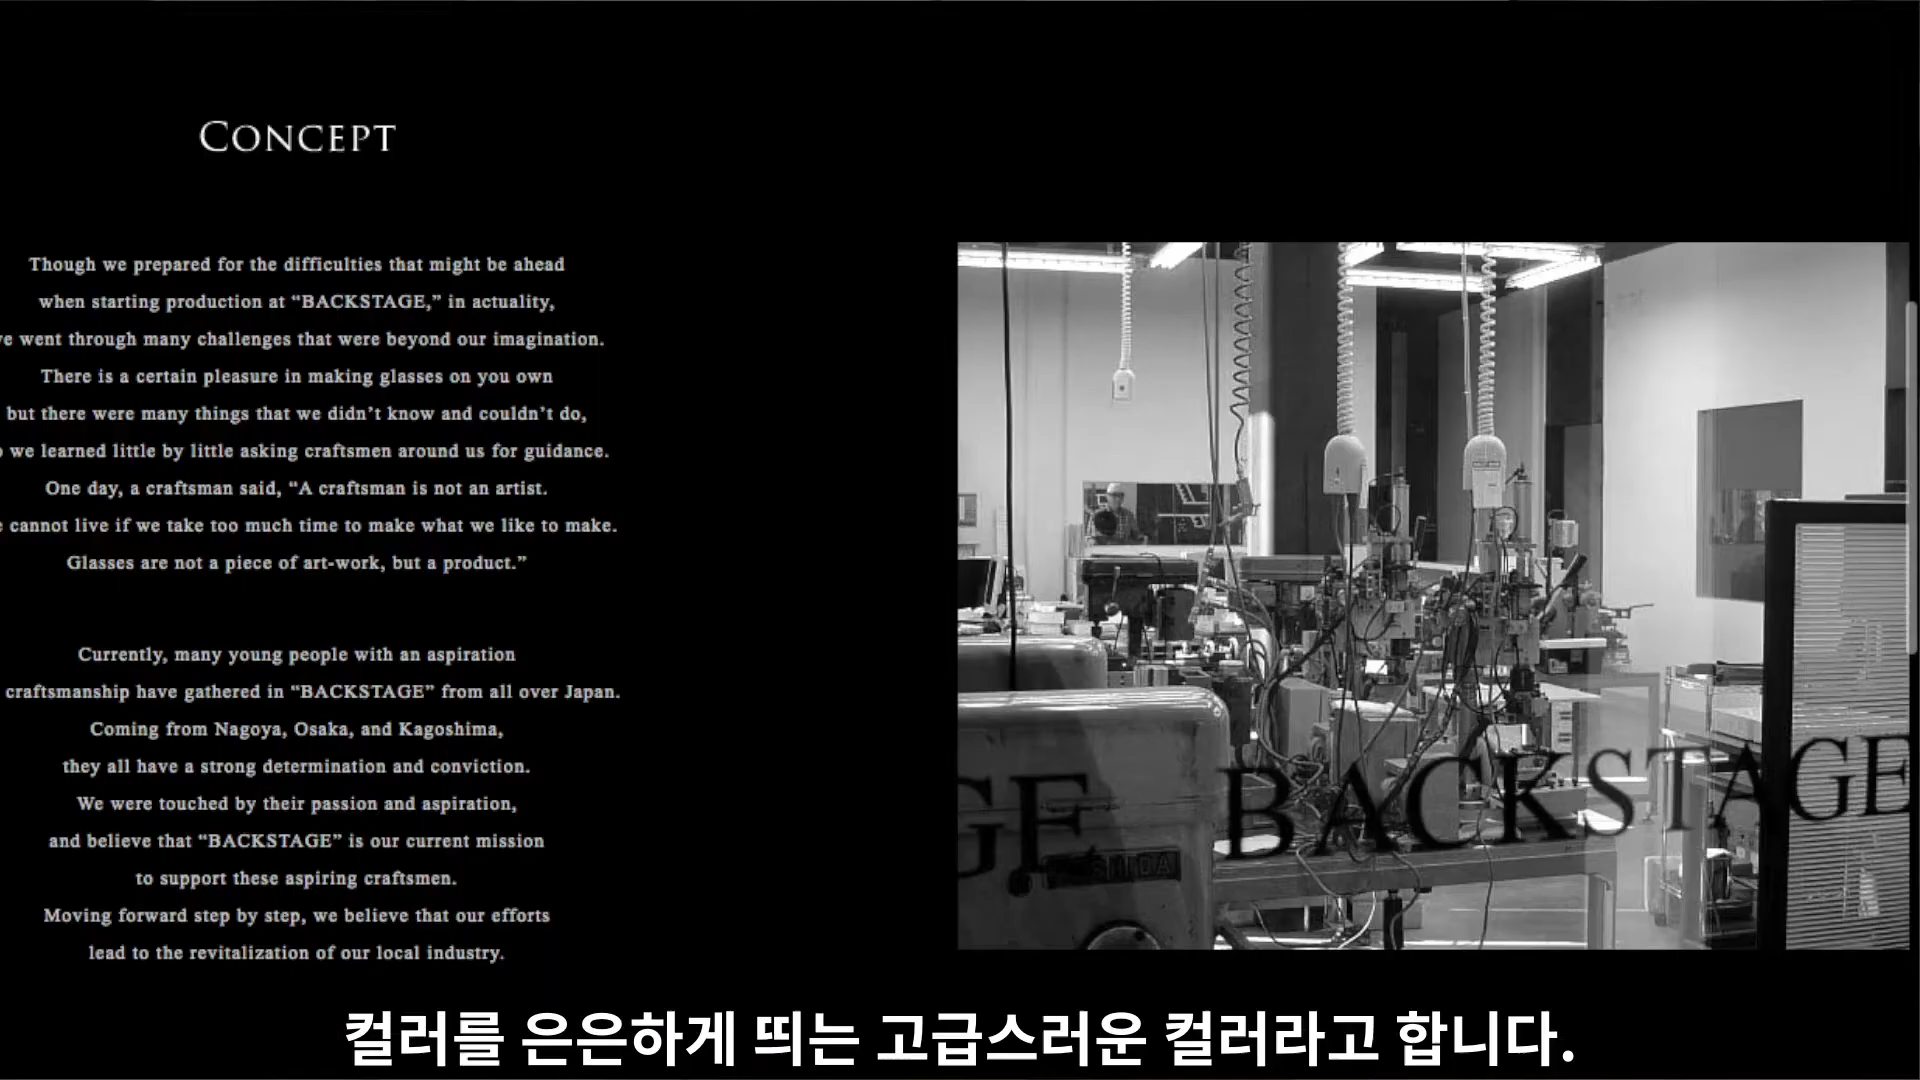 CONCEPT
Though we prepared for the difficulties that might be ahead
when starting production at “BACKSTAGE,” in actuality,
went through many challenges that were beyond our imagination.
There is a certain pleasure in making glasses on you own
but there were many things that we didn’t know and couldn’t do,
we learned little by little asking craftsmen around us for guidance.
One day, a craftsman said, “A craftsman is not an artist.
cannot live if we take too much time to make what we like to make.
Glasses are not a piece of art-work, but a product.”
Currently, many young people with an aspiration
craftsmanship have gathered in “BACKSTAGE” from all over Japan.
Coming from Nagoya, Osaka, and Kagoshima,
they all have a strong determination and conviction.
We were touched by their passion and aspiration,
and believe that “BACKSTAGE” is our current mission
to support these aspiring craftsmen.
Moving forward step by step, we believe that our efforts
lead to the revitalization of our local industry.
GE BACKSTAGE
컬러를 은은하게 띄는 고급스러운 컬러라고 합니다.